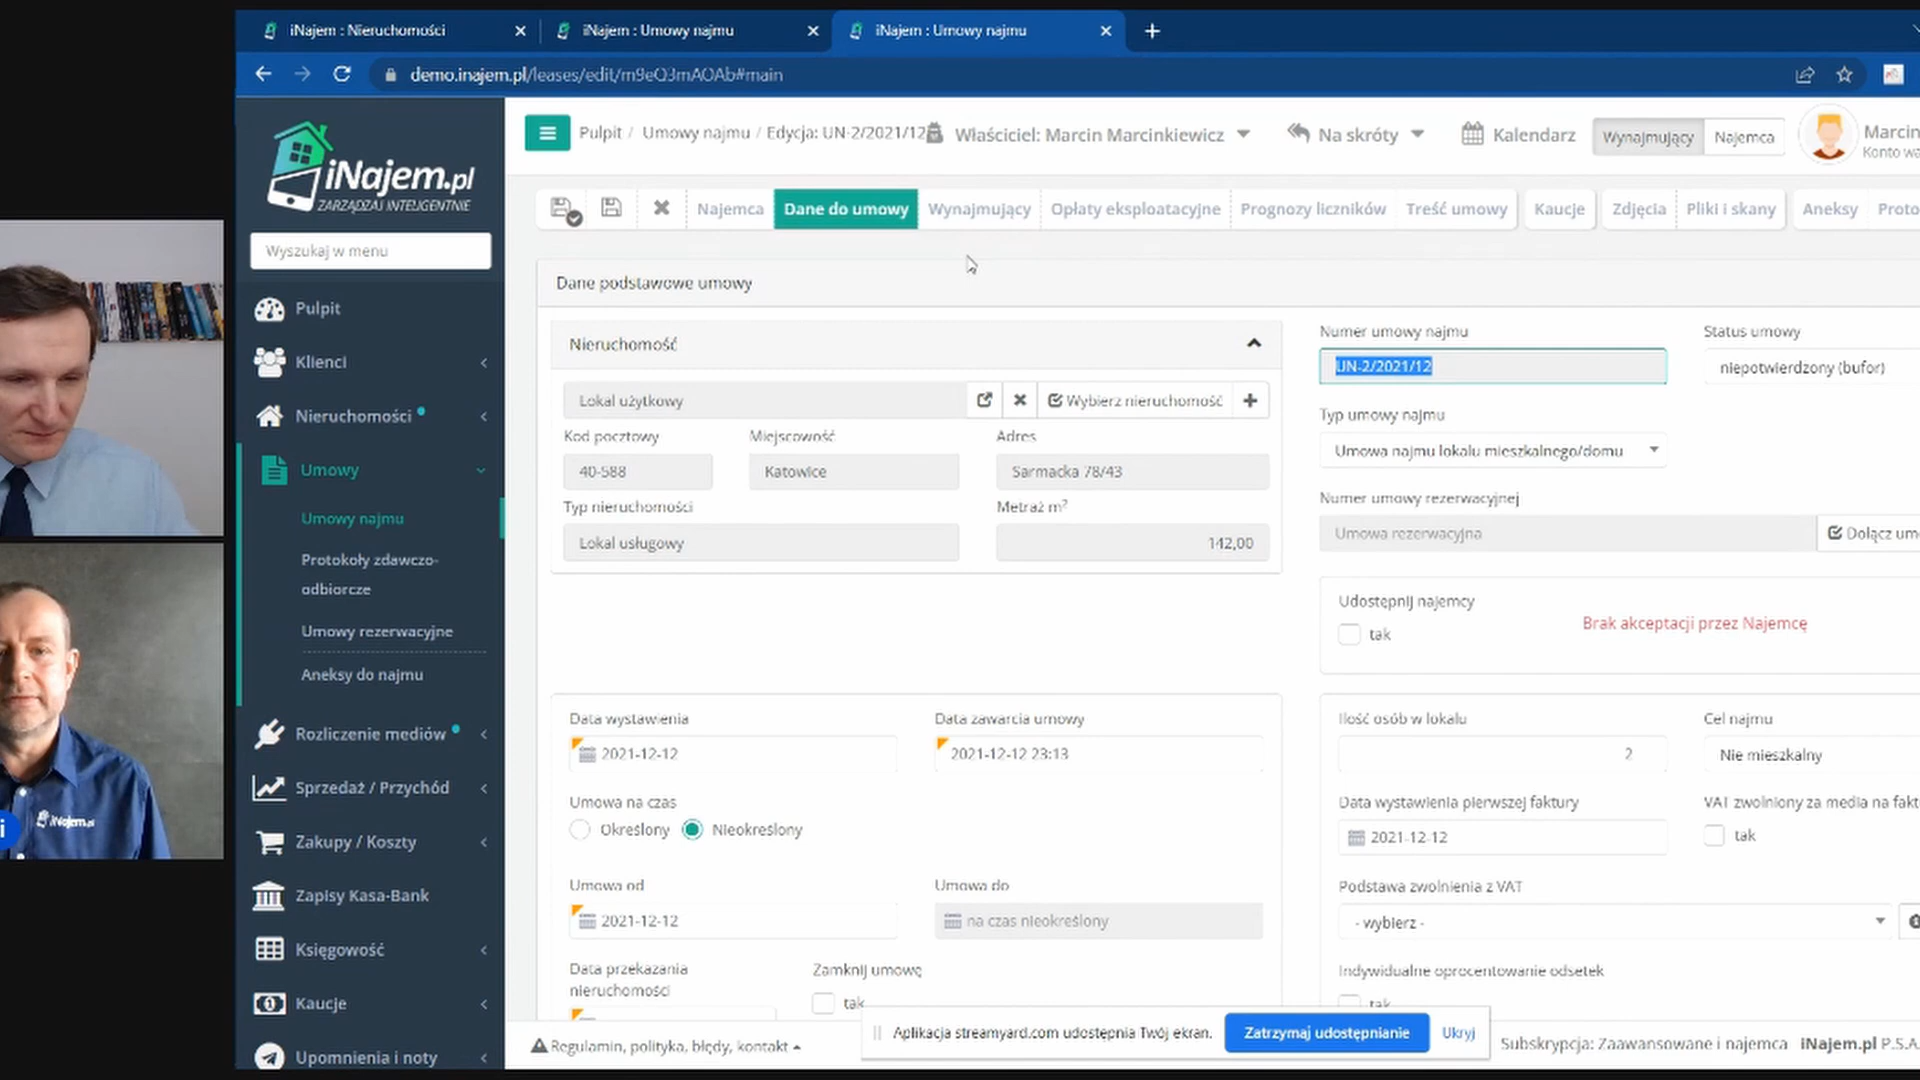 iNajem : Nieruchomości
iNajem : Umowy najmu
iNajem : Umowy najmu
demo.inajem.pl/leases/edit/m9eQ3mAOAb#main
iNajem.pl
ZARZĄDZAJ INTELIGENTNIE
Pulpit / Umowy najmu / Edycja: UN-2/2021/12
Właściciel: Marcin Marcinkiewicz
Na skróty
Kalendarz
Wynajmujący
Najemca
Marcin
Konto
Najemca
Dane do umowy
Wynajmujący
Opłaty eksploatacyjne
Prognozy liczników
Treść umowy
Kaucje
Zdjęcia
Pliki i skany
Aneksy
Wyszukaj w menu
Pulpit
Klienci
Nieruchomości
Umowy
Umowy najmu
Protokoły zdawczo-
odbiorcze
Umowy rezerwacyjne
Aneksy do najmu
Rozliczenie mediów
Sprzedaż / Przychód
Zakupy / Koszty
Zapisy Kasa-Bank
Księgowość
Kaucje
Upomnienia i noty
Dane podstawowe umowy
Nieruchomość
Lokal użytkowy
Wybierz nieruchomość
Kod pocztowy
Miejscowość
Adres
40-588
Katowice
Sarmacka 78/43
Typ nieruchomości
Metraż m²
Lokal usługowy
142,00
Numer umowy najmu
Status umowy
UN-2/2021/12
niepotwierdzony (bufor)
Typ umowy najmu
Umowa najmu lokalu mieszkalnego/domu
Numer umowy rezerwacyjnej
Umowa rezerwacyjna
Dołącz
Udostępnij najemcy
tak
Brak akceptacji przez Najemcę
Data wystawienia
Data zawarcia umowy
2021-12-12
2021-12-12 23:13
Umowa na czas
Określony
Nieokreślony
Umowa od
Umowa do
2021-12-12
na czas nieokreślony
Data przekazania
nieruchomości
Zamknij umowę
tak
Ilość osób w lokalu
Cel najmu
2
Nie mieszkalny
Data wystawienia pierwszej faktury
VAT zwolniony za media na
2021-12-12
tak
Podstawa zwolnienia z VAT
- wybierz -
Indywidualne oprocentowanie odsetek
tak
Aplikacja streamyard.com udostępnia Twój ekran.
Zatrzymaj udostępnianie
Ukryj
Regulamin, polityka, błędy, kontakt
Subskrypcja: Zaawansowane i najemca
iNajem.pl P.S.A.
iNajem.pl
i